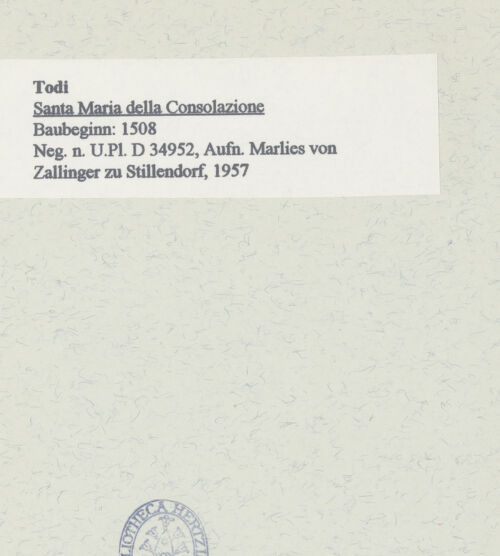 Todi
Santa Maria della Consolazione
Baubeginn: 1508
Neg. n. U.Pl. D 34952, Aufn. Marlies von
Zallinger zu Stillendorf, 1957